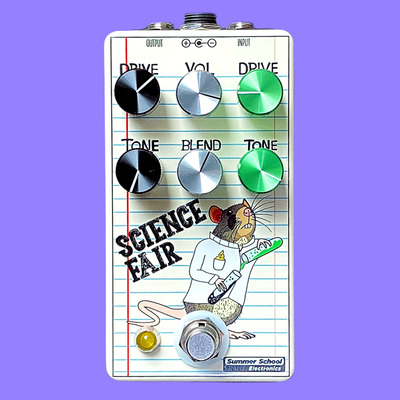 OUTPUT INPUT
DRIVE VOL DRIVE
TONE BLEND TONE
SCIENCE
FAIR
Summer School
Electronics